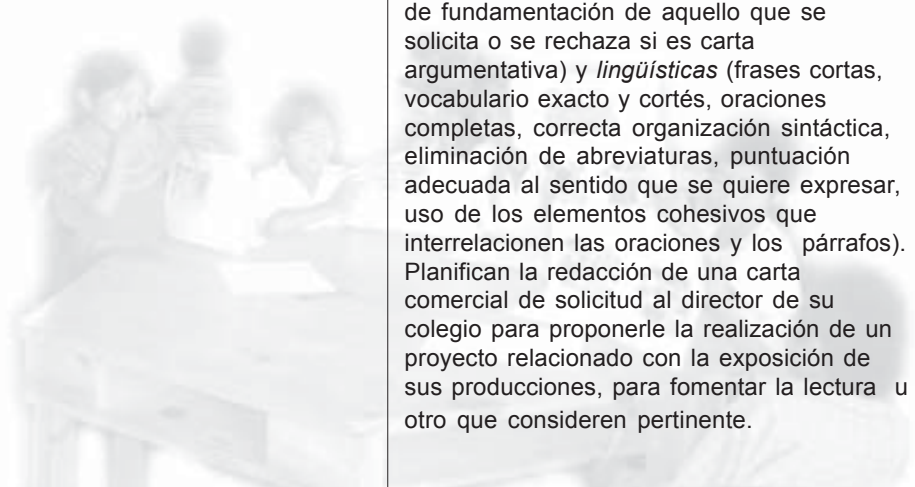 de fundamentación de aquello que se
solicita o se rechaza si es carta
argumentativa) y lingüísticas (frases cortas,
vocabulario exacto y cortés, oraciones
completas, correcta organización sintáctica,
eliminación de abreviaturas, puntuación
adecuada al sentido que se quiere expresar,
uso de los elementos cohesivos que
interrelacionen las oraciones y los párrafos).
Planifican la redacción de una carta
comercial de solicitud al director de su
colegio para proponerle la realización de un
proyecto relacionado con la exposición de
sus producciones, para fomentar la lectura u
otro que consideren pertinente.